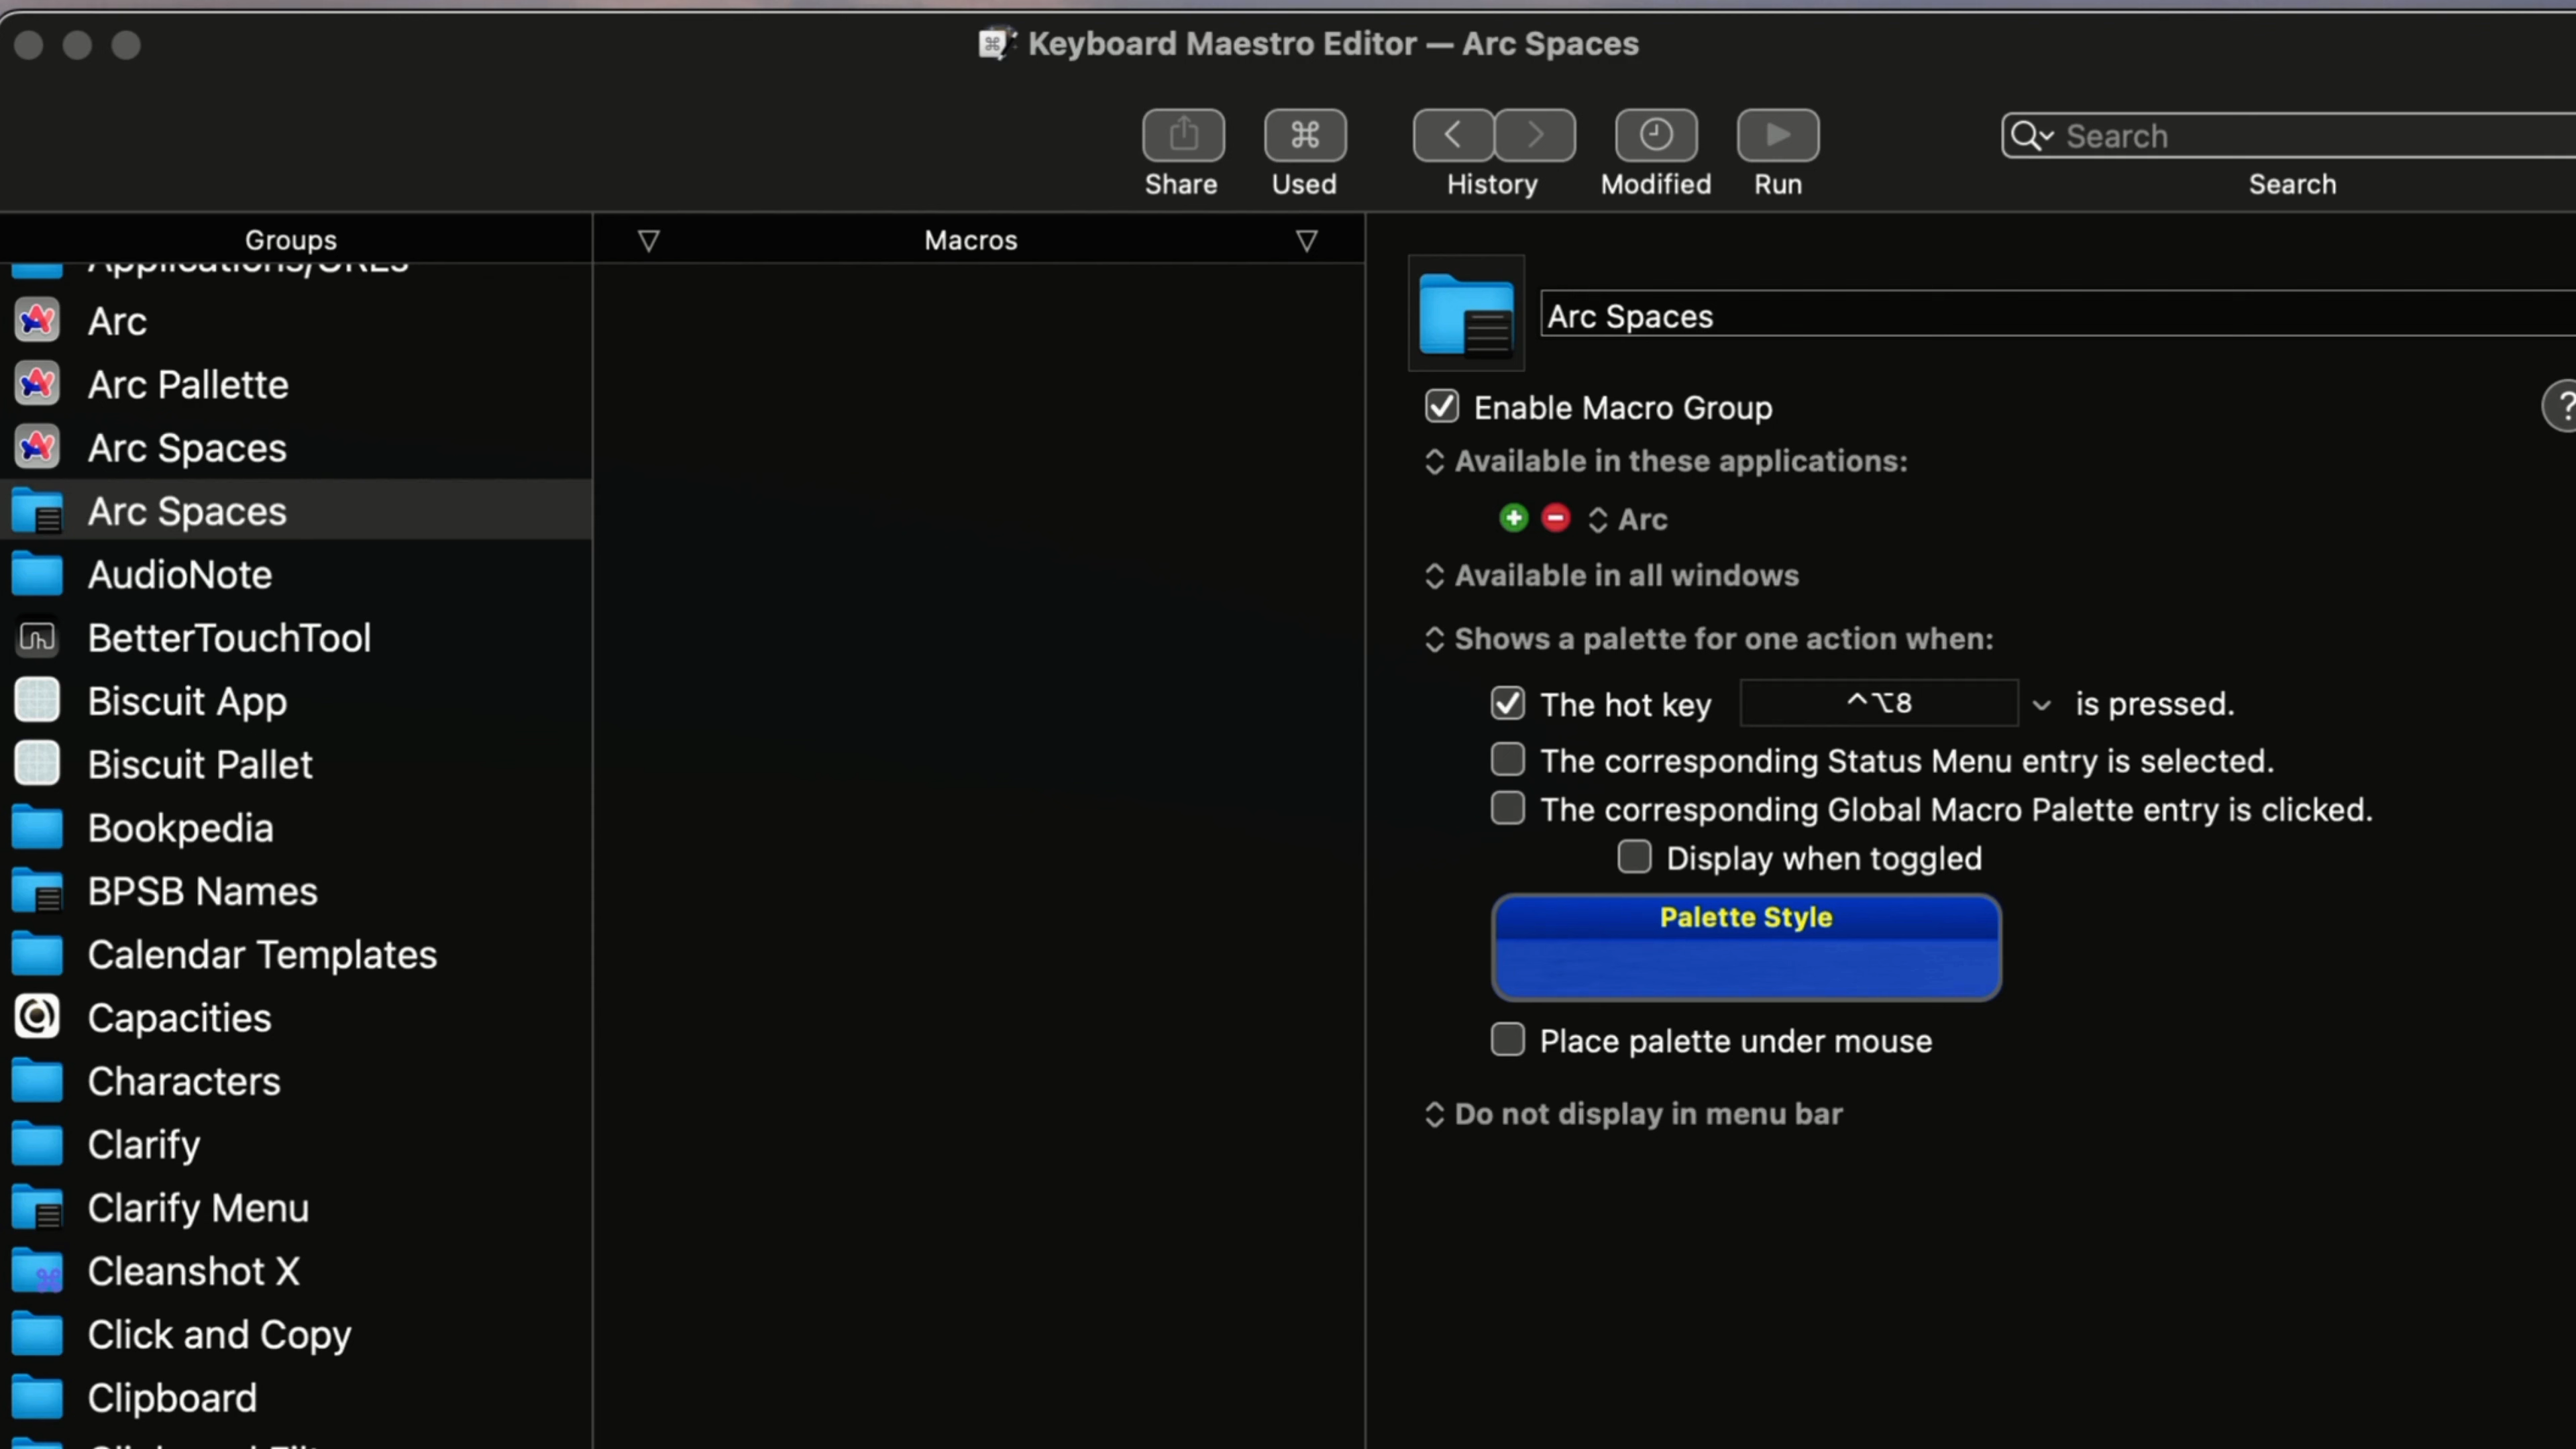 Keyboard Maestro Editor — Arc Spaces
Share
Used
History
Modified
Run
Search
Search
Groups
Macros
Applications/URLs
Arc
Arc Pallette
Arc Spaces
Arc Spaces
AudioNote
BetterTouchTool
Biscuit App
Biscuit Pallet
Bookpedia
BPSB Names
Calendar Templates
Capacities
Characters
Clarify
Clarify Menu
Cleanshot X
Click and Copy
Clipboard
Arc Spaces
Enable Macro Group
?
Available in these applications:
Arc
Available in all windows
Shows a palette for one action when:
The hot key ^⌥8 is pressed.
The corresponding Status Menu entry is selected.
The corresponding Global Macro Palette entry is clicked.
Display when toggled
Palette Style
Place palette under mouse
Do not display in menu bar